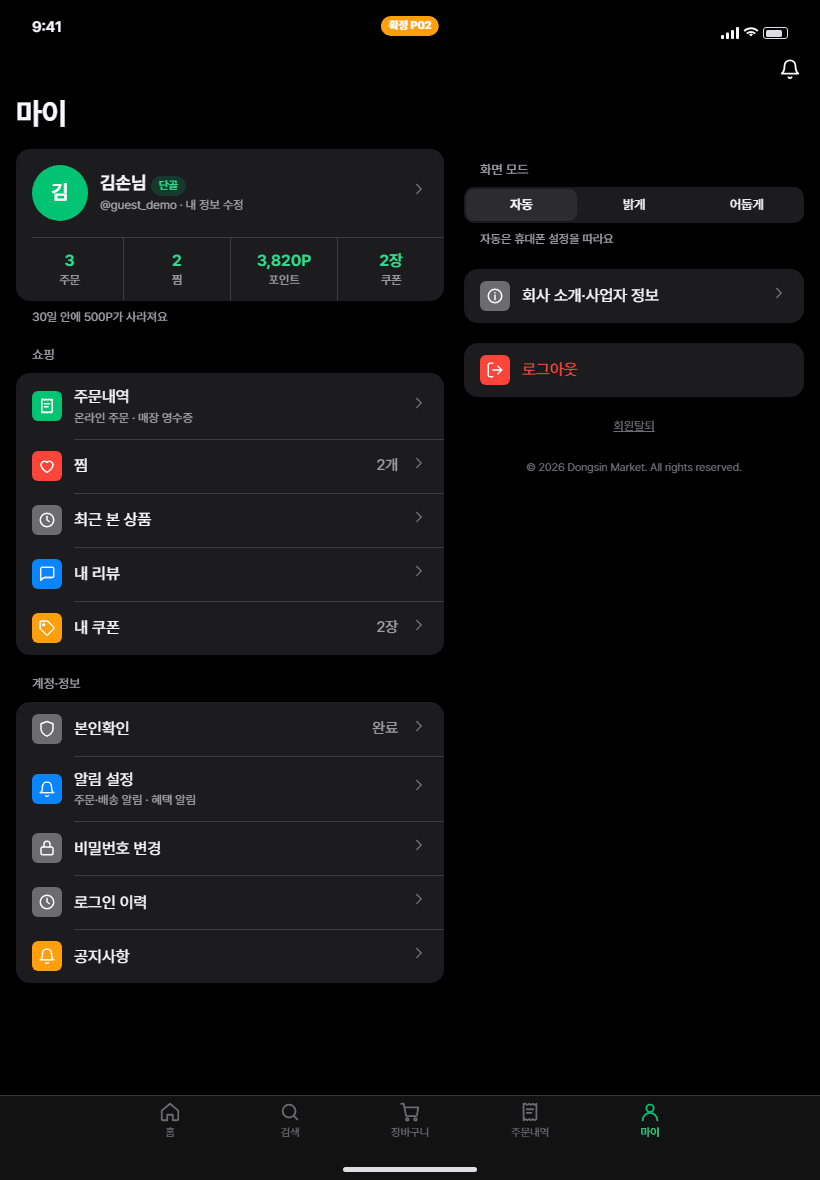 9:41
확정 P02
마이
김
김손님 단골
@guest_demo · 내 정보 수정
3
주문
2
찜
3,820P
포인트
2장
쿠폰
30일 안에 500P가 사라져요
쇼핑
주문내역
온라인 주문 · 매장 영수증
찜 2개
최근 본 상품
내 리뷰
내 쿠폰 2장
계정·정보
본인확인 완료
알림 설정
주문·배송 알림 · 혜택 알림
비밀번호 변경
로그인 이력
공지사항
화면 모드
자동 밝게 어둡게
자동은 휴대폰 설정을 따라요
회사 소개·사업자 정보
로그아웃
회원탈퇴
© 2026 Dongsin Market. All rights reserved.
홈 검색 장바구니 주문내역 마이